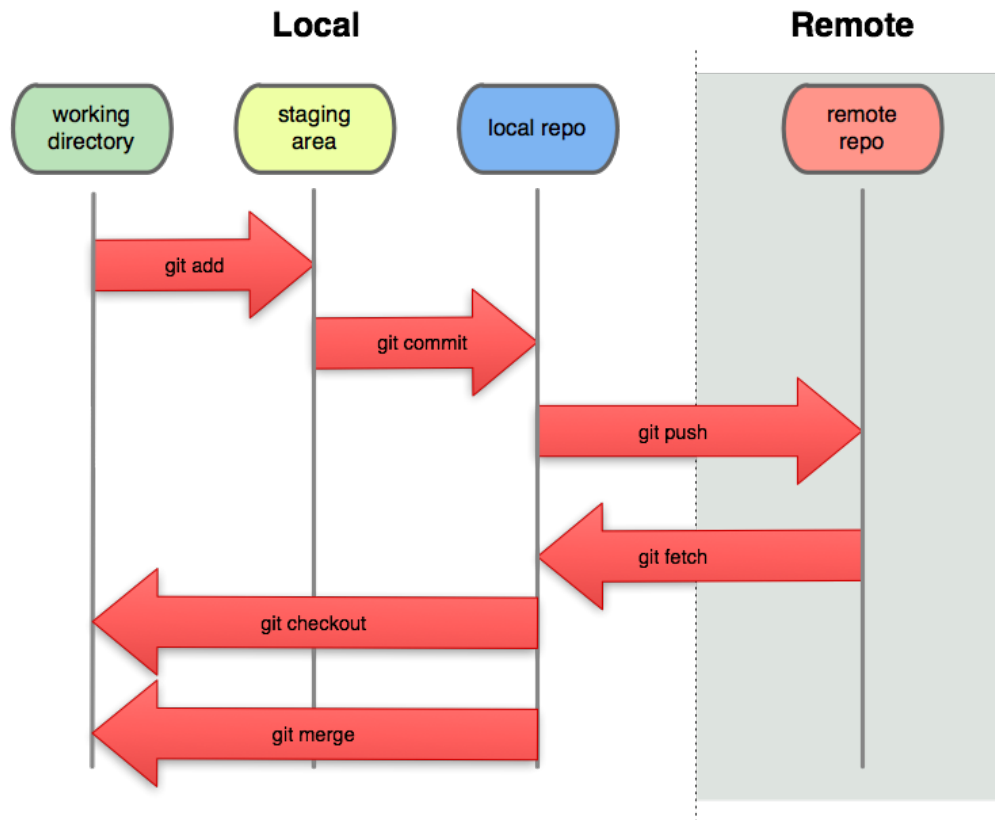 Local
Remote
working
directory
staging
area
local repo
remote
repo
git add
git commit
git push
git fetch
git checkout
git merge